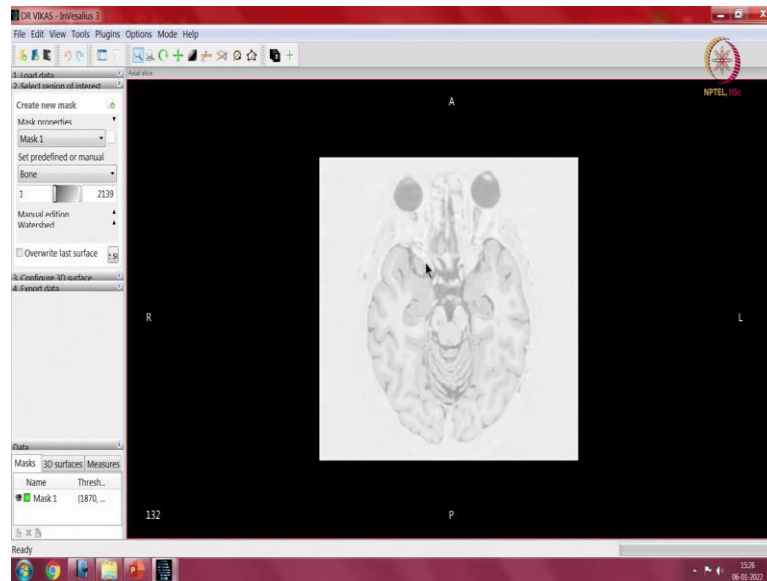 DR VIKAS - InVesalius 3
File Edit View Tools Plugins Options Mode Help
NPTEL, IISc
1. Load data
Axial slice
2. Select region of interest
Create new mask
Mask properties
Mask 1
Set predefined or manual
Bone
1 2139
Manual edition
Watershed
Overwrite last surface
3. Configure 3D surface
4. Export data
A
R
L
132
P
Data
Masks 3D surfaces Measures
Name Thresh..
Mask 1 (1870, ...
Ready
15:26
06-01-2022